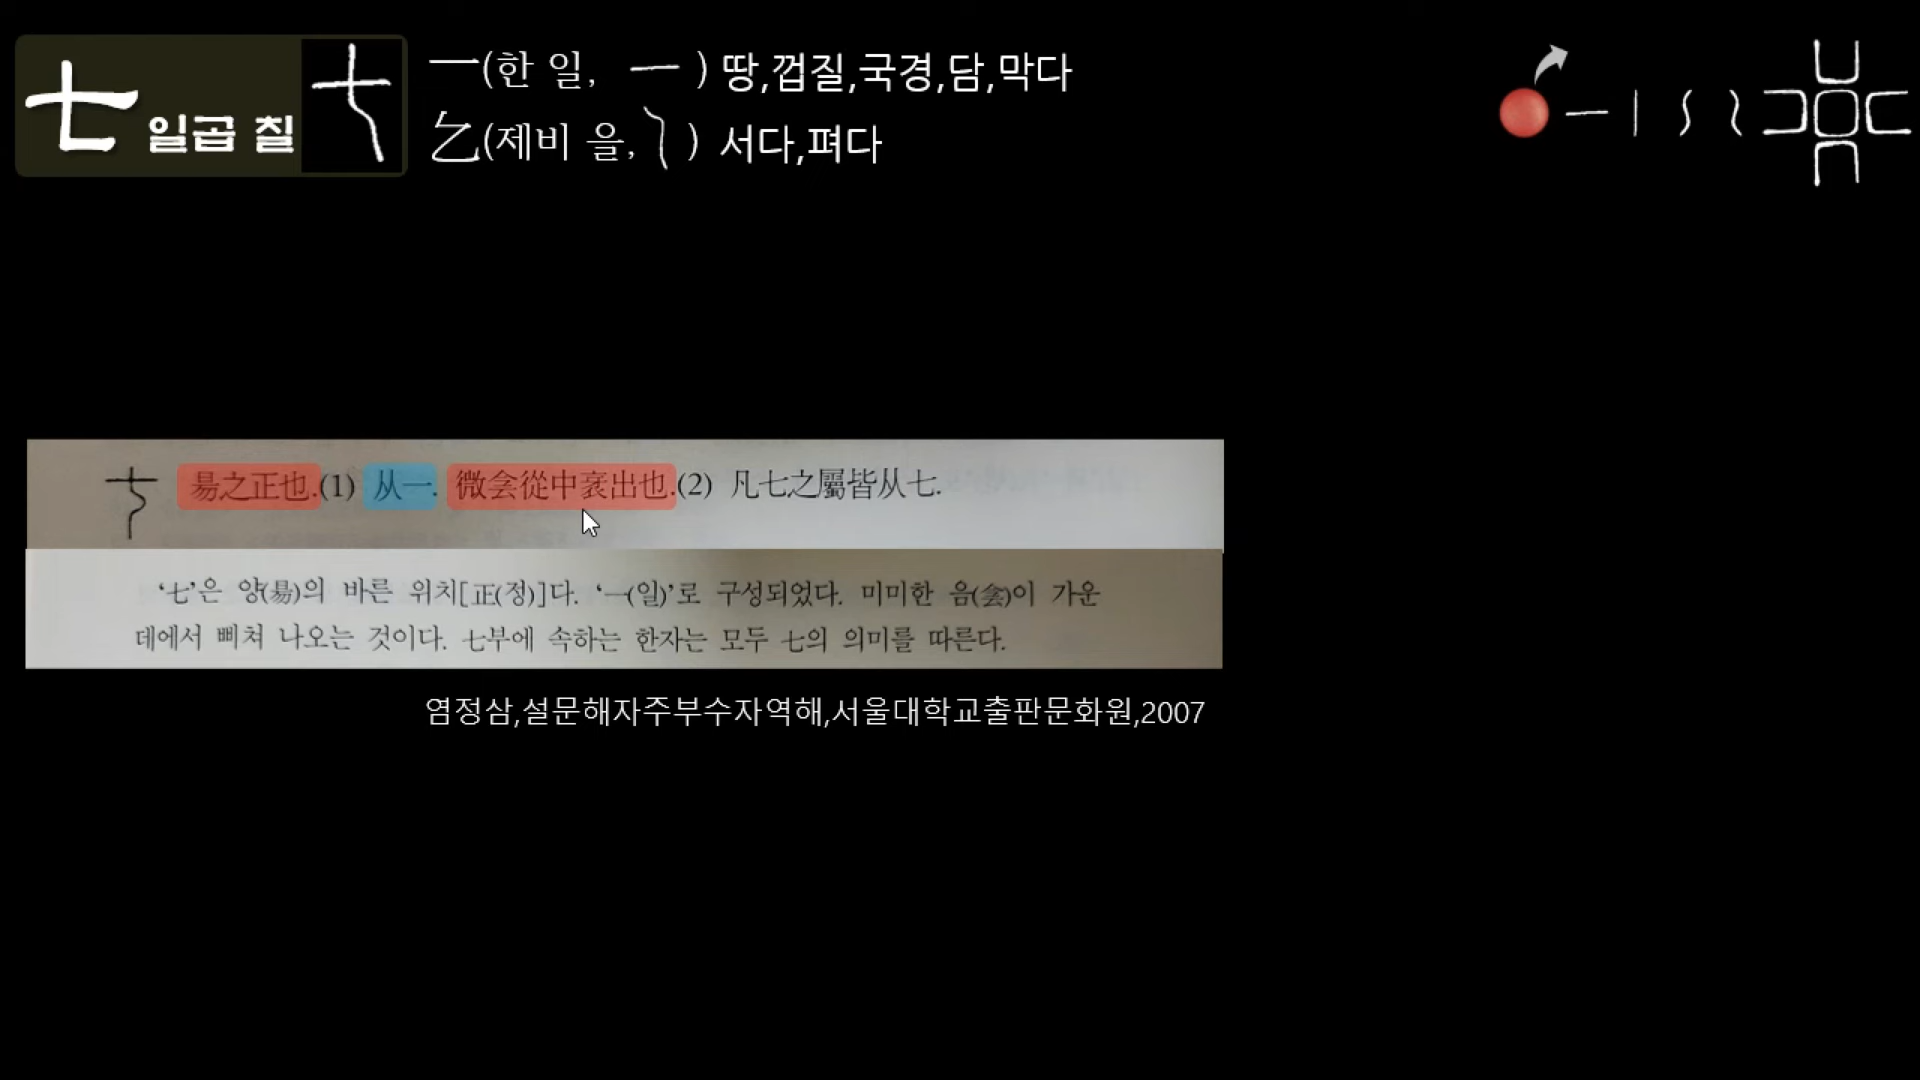 七 일곱 칠
一(한 일, 一 ) 땅,껍질,국경,담,막다
乙(제비 을, ) 서다,펴다
昜之正也.(1) 从一. 微侌從中衺出也.(2) 凡七之屬皆从七.
‘七’은 양(昜)의 바른 위치[正(정)]다. ‘一(일)’로 구성되었다. 미미한 음(侌)이 가운
데에서 삐쳐 나오는 것이다. 七부에 속하는 한자는 모두 七의 의미를 따른다.
염정삼,설문해자주부수자역해,서울대학교출판문화원,2007